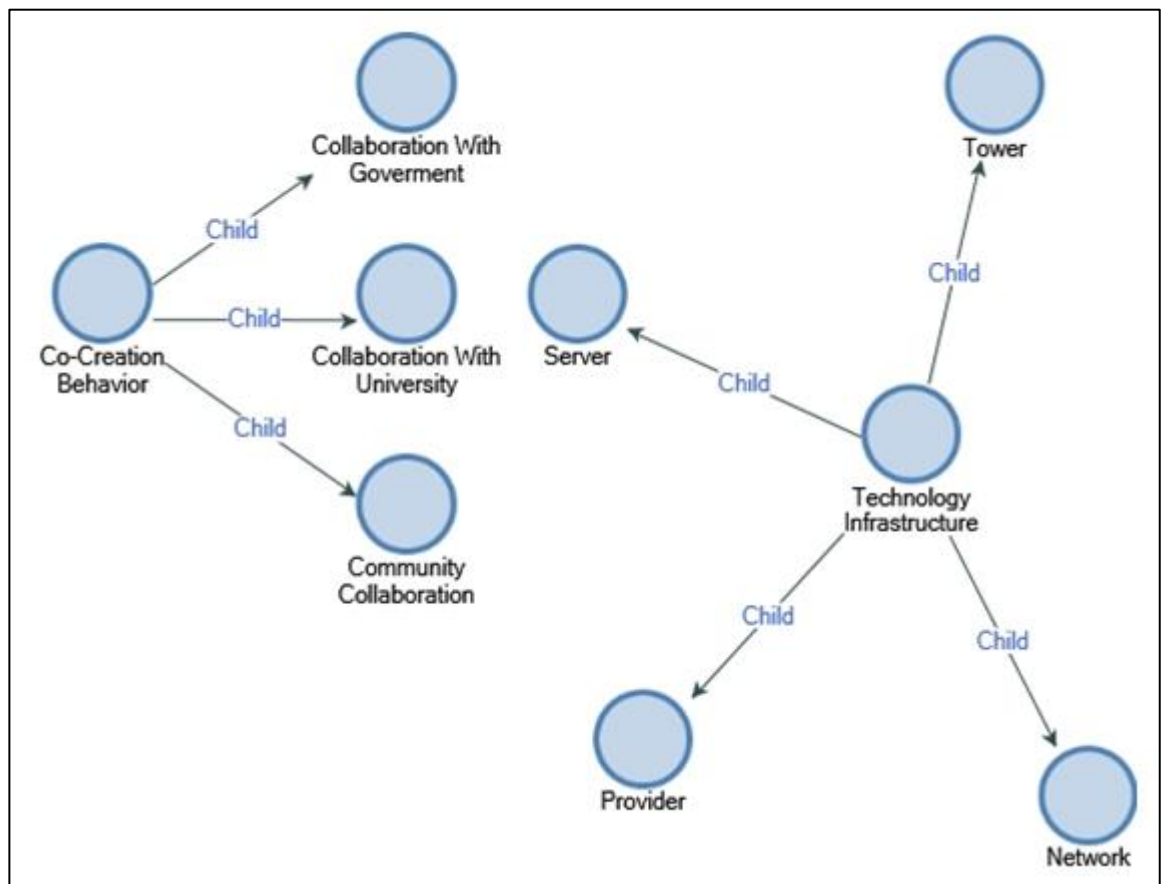 Collaboration With
Goverment
Tower
Child
Child
Co-Creation
Behavior
Child
Collaboration With
University
Server
Child
Child
Technology
Infrastructure
Community
Collaboration
Child
Child
Provider
Child
Network